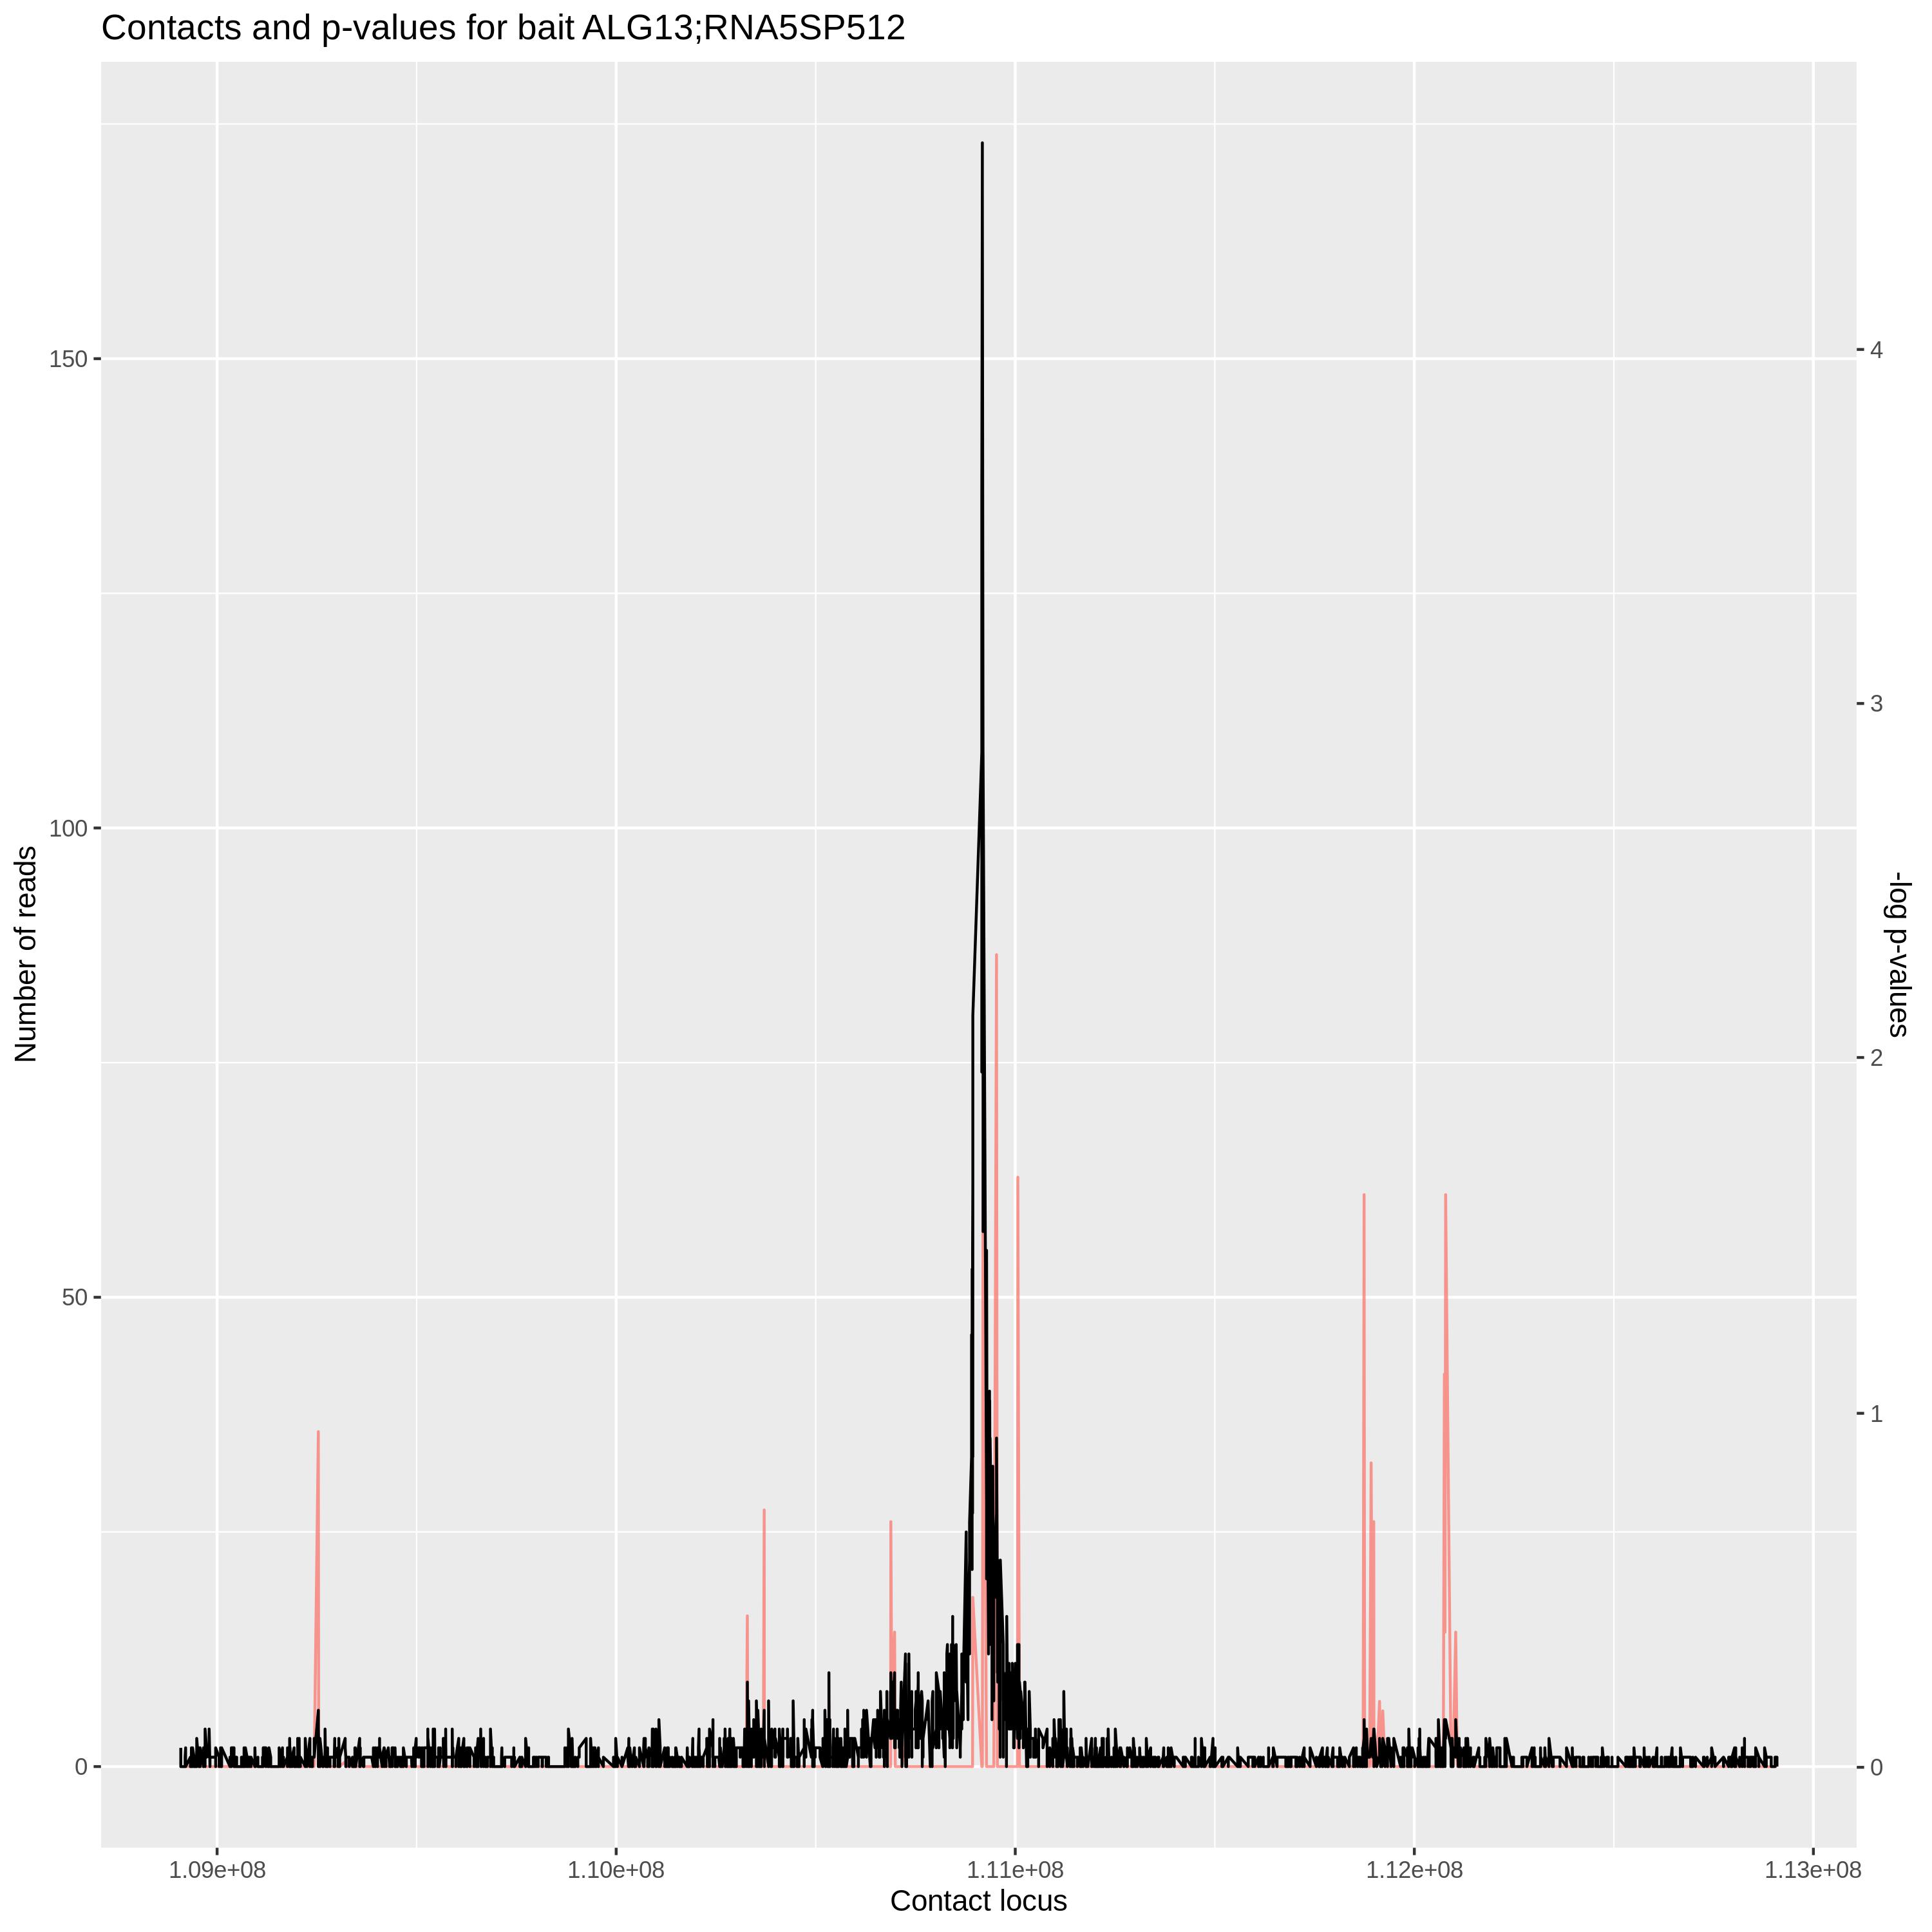 Contacts and p-values for bait ALG13;RNA5SP512
150
100
50
0
Number of reads
4
3
2
1
0
-log p-values
1.09e+08
1.10e+08
1.11e+08
1.12e+08
1.13e+08
Contact locus